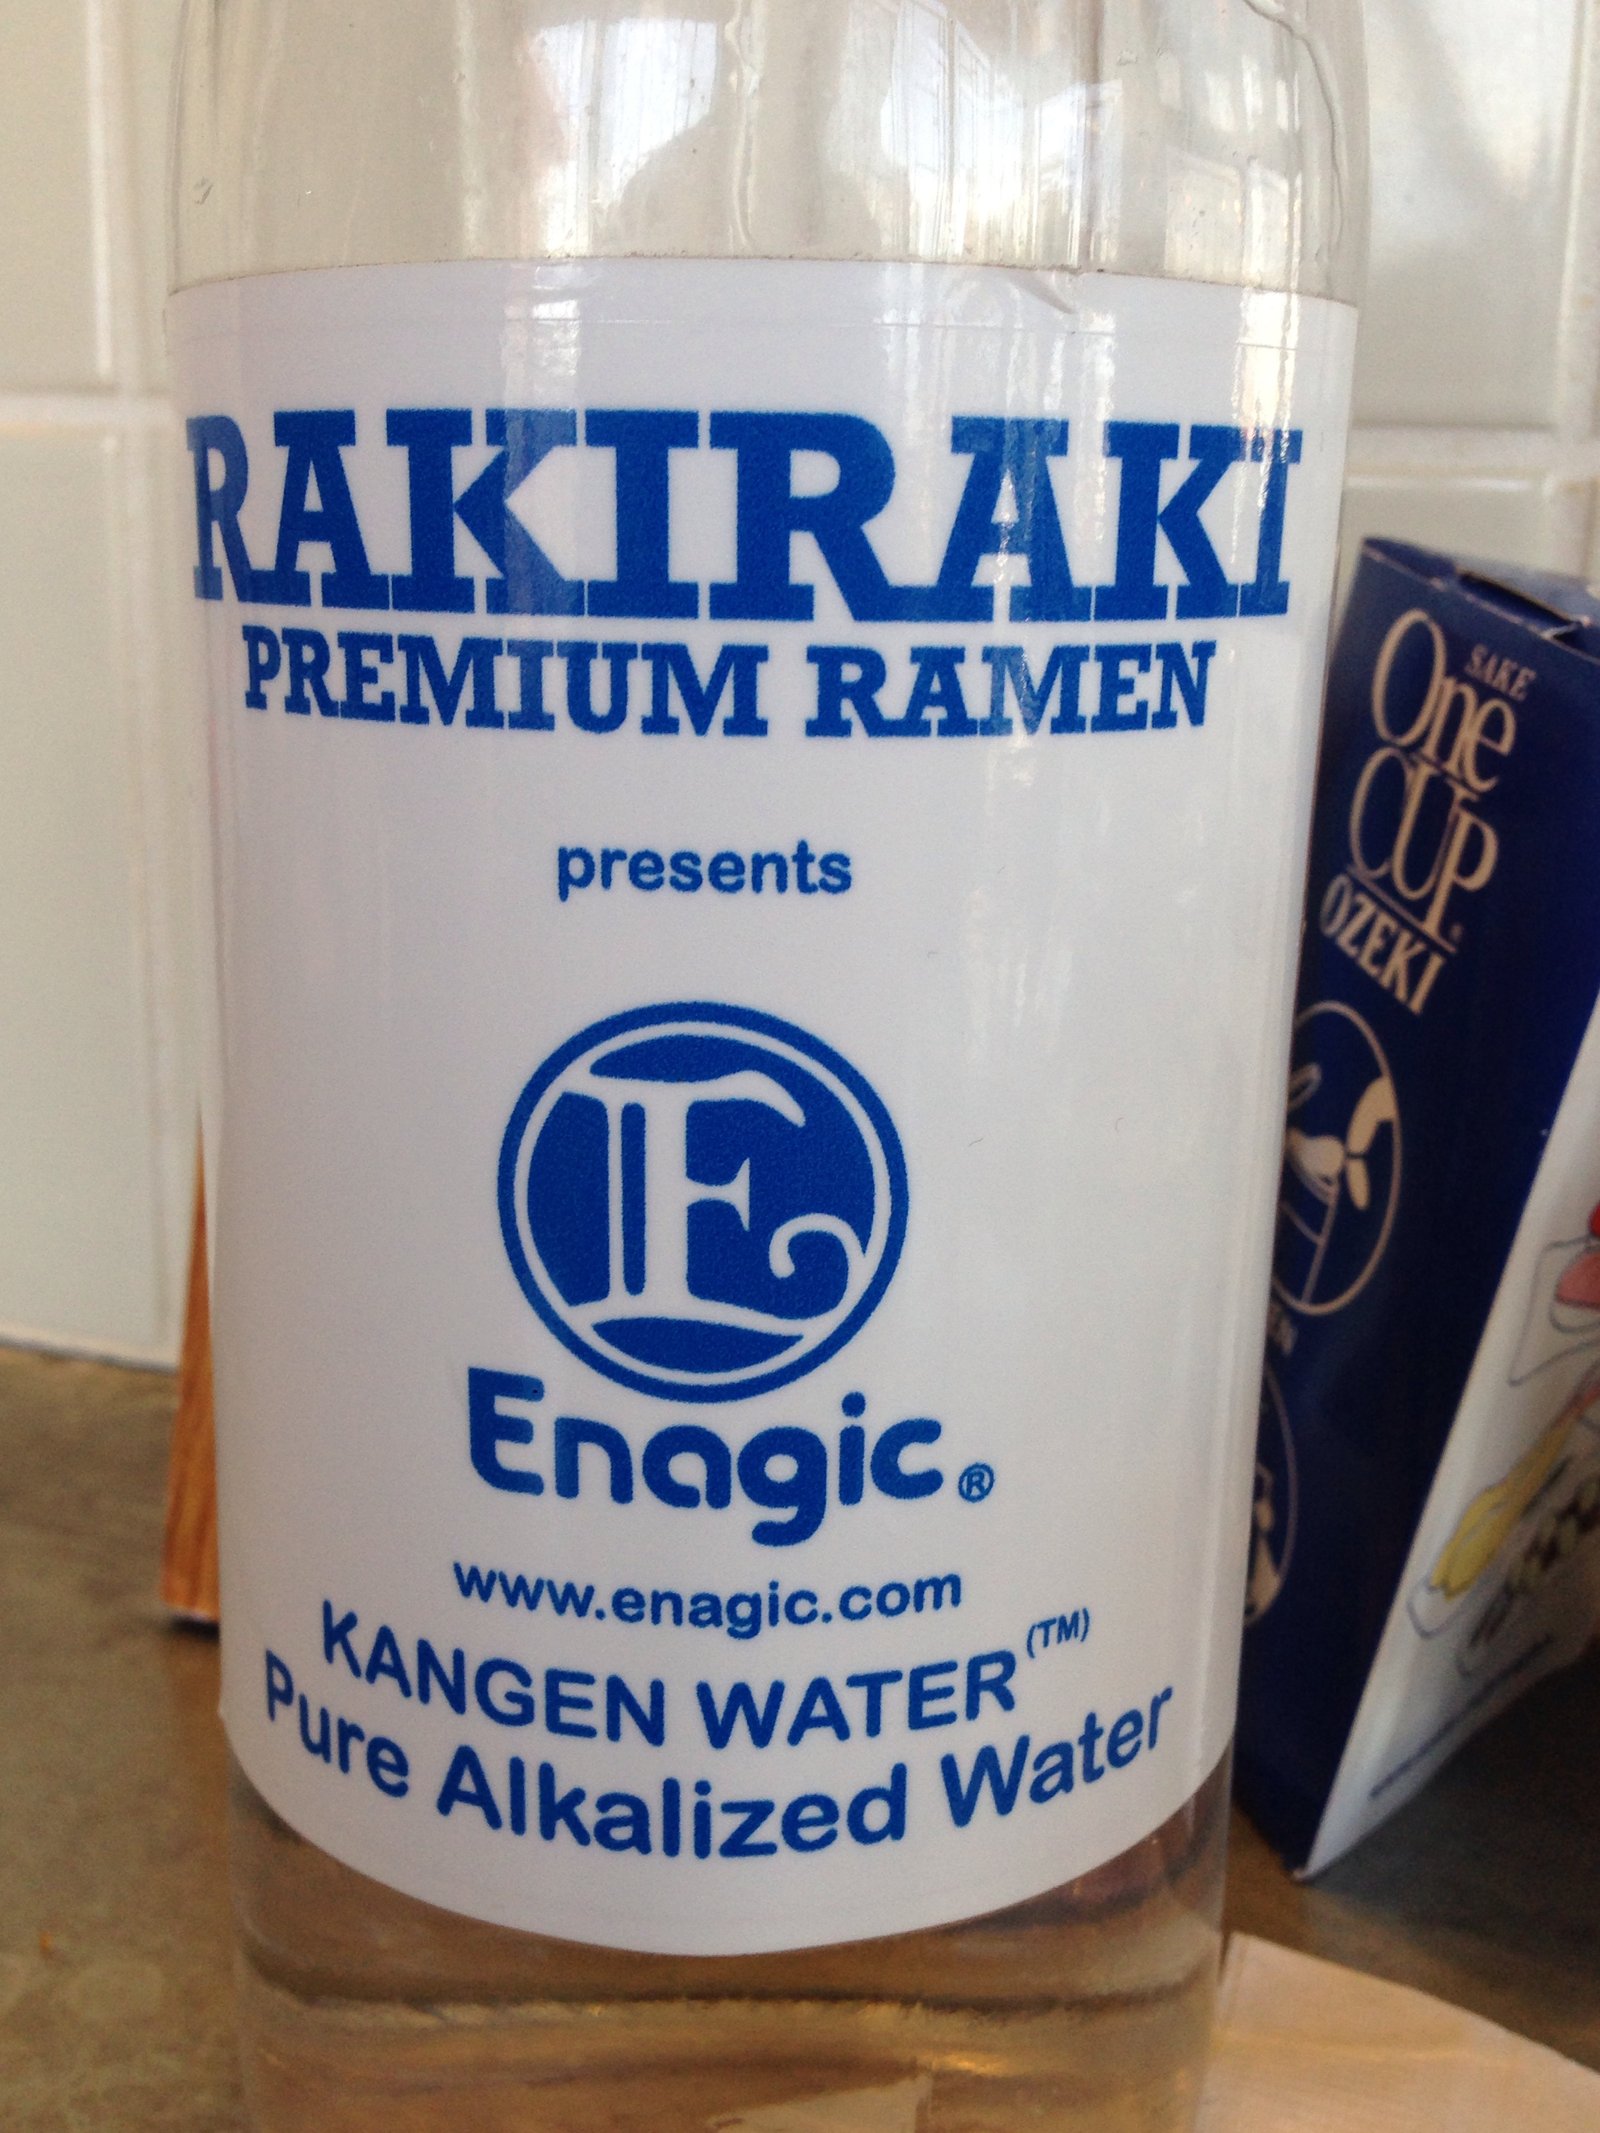 RAKIRAKI
PREMIUM RAMEN
presents
E
Enagic®
www.enagic.com
KANGEN WATER(TM)
Pure Alkalized Water
SAKE
One
CUP®
OZEKI